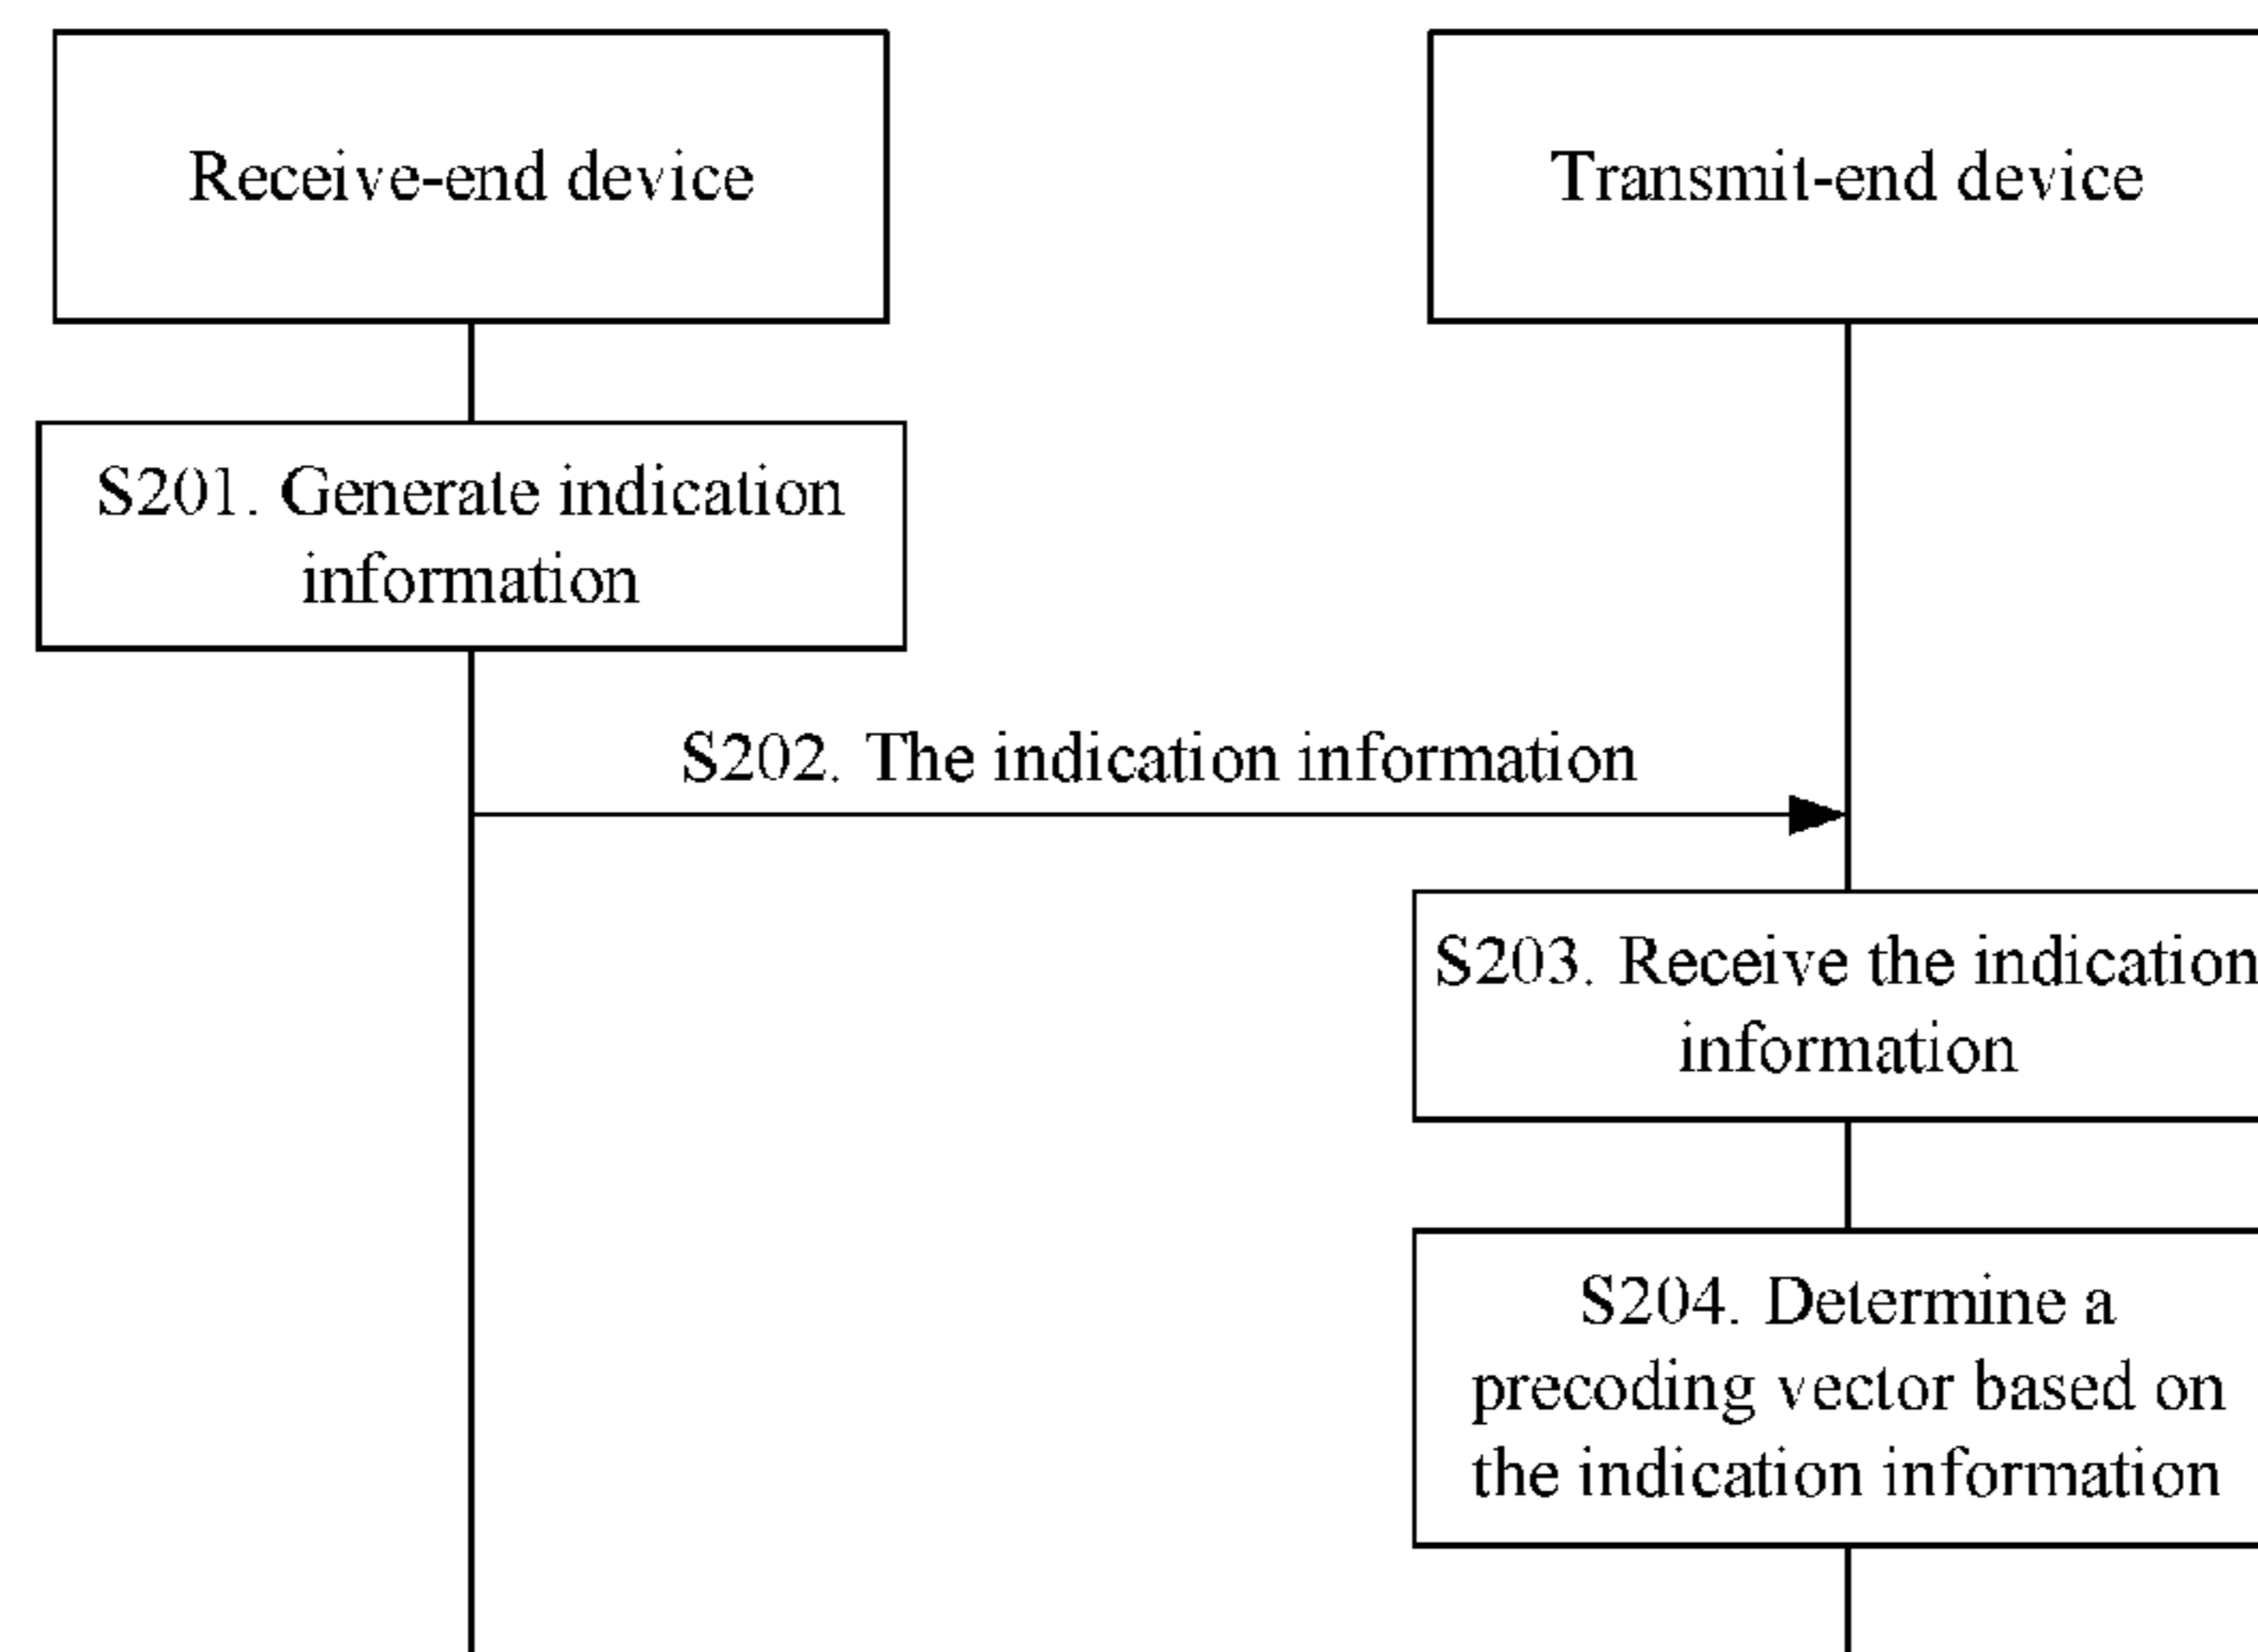 Receive-end device
Transmit-end device
S201. Generate indication
information
S202. The indication information
S203. Receive the indication
information
S204. Determine a
precoding vector based on
the indication information